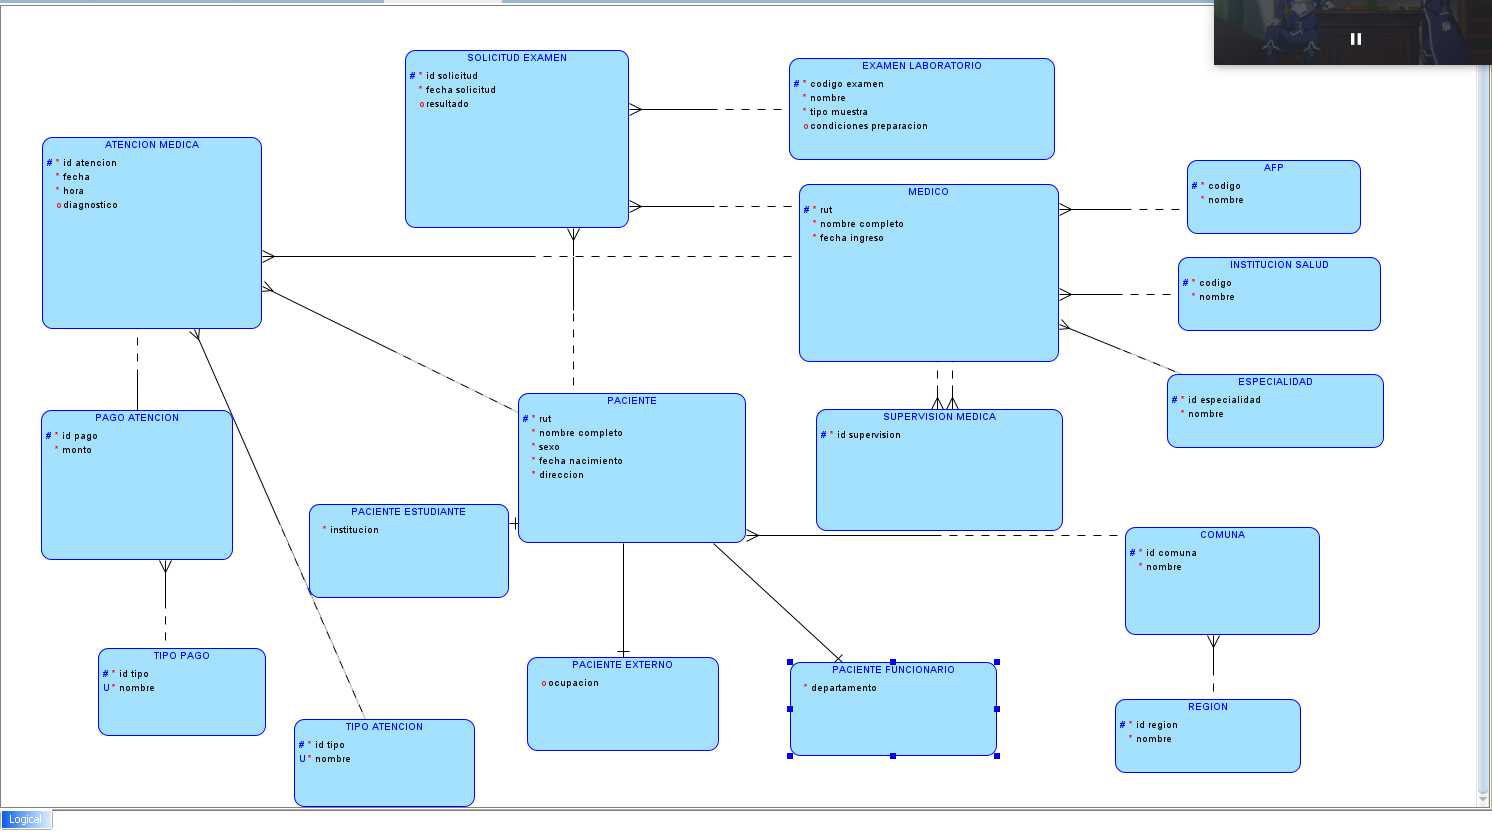 SOLICITUD EXAMEN
# * id solicitud
* fecha solicitud
o resultado
EXAMEN LABORATORIO
# * codigo examen
* nombre
* tipo muestra
o condiciones preparacion
ATENCION MEDICA
# * id atencion
* fecha
* hora
o diagnostico
MEDICO
# * rut
* nombre completo
* fecha ingreso
AFP
# * codigo
* nombre
INSTITUCION SALUD
# * codigo
* nombre
ESPECIALIDAD
# * id especialidad
* nombre
PACIENTE
# * rut
* nombre completo
* sexo
* fecha nacimiento
* direccion
SUPERVISION MEDICA
# * id supervision
PAGO ATENCION
# * id pago
* monto
PACIENTE ESTUDIANTE
* institucion
COMUNA
# * id comuna
* nombre
TIPO PAGO
# * id tipo
U * nombre
PACIENTE EXTERNO
o ocupacion
PACIENTE FUNCIONARIO
* departamento
REGION
# * id region
* nombre
TIPO ATENCION
# * id tipo
U * nombre
Logical